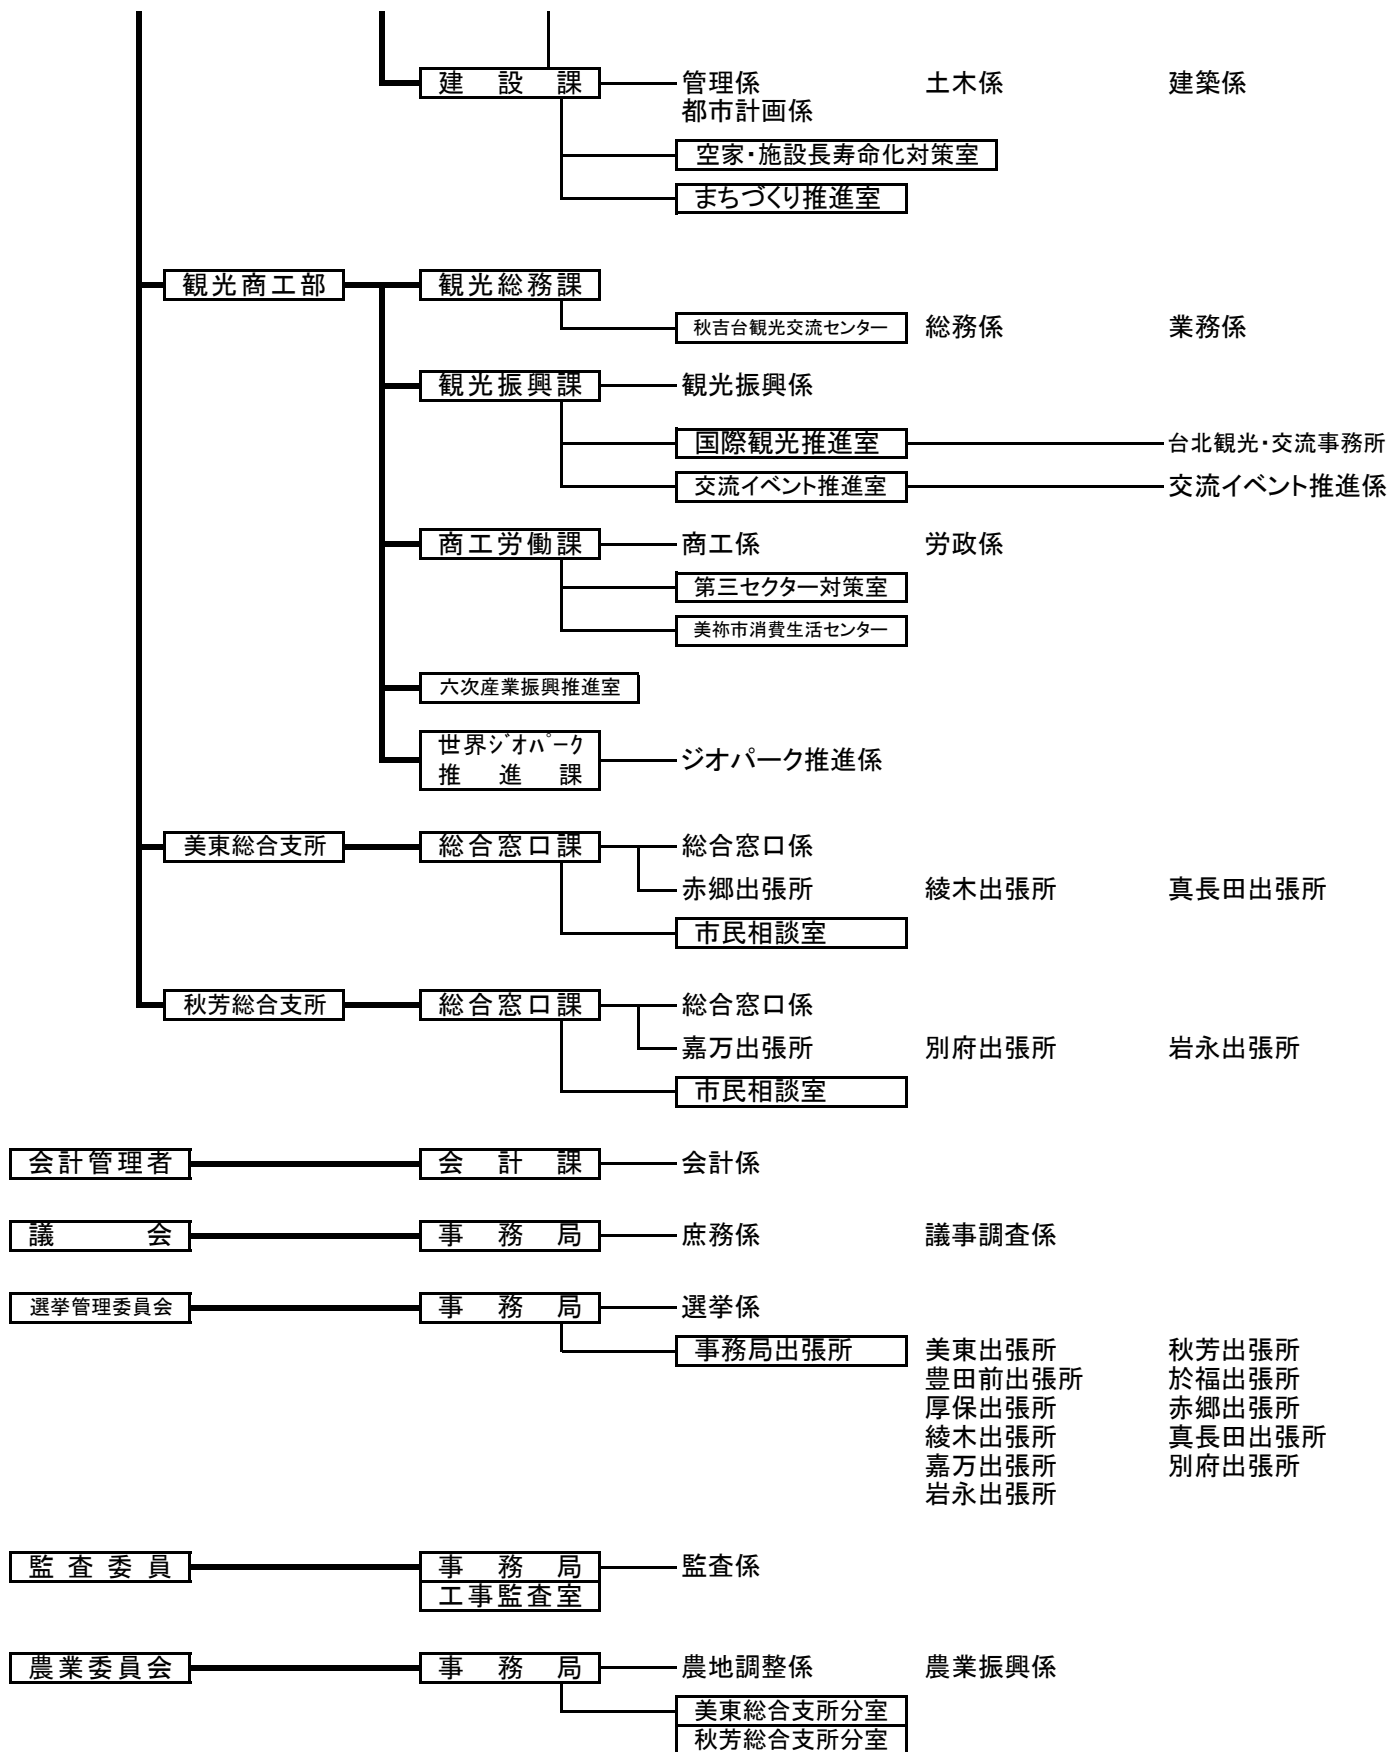 建設課 管理係 土木係 建築係
都市計画係
空家・施設長寿命化対策室
まちづくり推進室
観光商工部 観光総務課
秋吉台観光交流センター 総務係 業務係
観光振興課 観光振興係
国際観光推進室 台北観光・交流事務所
交流イベント推進室 交流イベント推進係
商工労働課 商工係 労政係
第三セクター対策室
美祢市消費生活センター
六次産業振興推進室
世界ジオパーク
推進課 ジオパーク推進係
美東総合支所 総合窓口課 総合窓口係
赤郷出張所 綾木出張所 真長田出張所
市民相談室
秋芳総合支所 総合窓口課 総合窓口係
嘉万出張所 別府出張所 岩永出張所
市民相談室
会計管理者 会計課 会計係
議会 事務局 庶務係 議事調査係
選挙管理委員会 事務局 選挙係
事務局出張所 美東出張所 秋芳出張所
豊田前出張所 於福出張所
厚保出張所 赤郷出張所
綾木出張所 真長田出張所
嘉万出張所 別府出張所
岩永出張所
監査委員 事務局 監査係
工事監査室
農業委員会 事務局 農地調整係 農業振興係
美東総合支所分室
秋芳総合支所分室